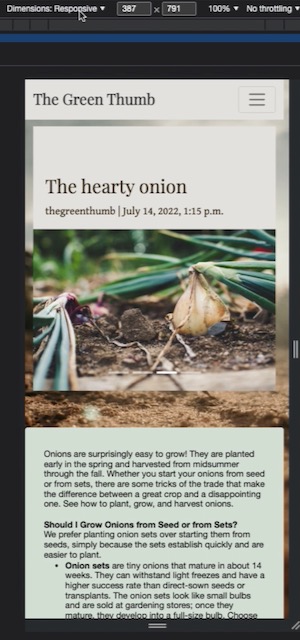 Dimensions: Responsive ▼ 387 × 791 100% ▼ No throttling ▼
The Green Thumb
The hearty onion
thegreenthumb | July 14, 2022, 1:15 p.m.
Onions are surprisingly easy to grow! They are planted
early in the spring and harvested from midsummer
through the fall. Whether you start your onions from seed
or from sets, there are some tricks of the trade that make
the difference between a great crop and a disappointing
one. See how to plant, grow, and harvest onions.
Should I Grow Onions from Seed or from Sets?
We prefer planting onion sets over starting them from
seeds, simply because the sets establish quickly and are
easier to plant.
• Onion sets are tiny onions that mature in about 14
weeks. They can withstand light freezes and have a
higher success rate than direct-sown seeds or
transplants. The onion sets look like small bulbs
and are sold at gardening stores; once they
mature, they develop into a full-size bulb. Choose